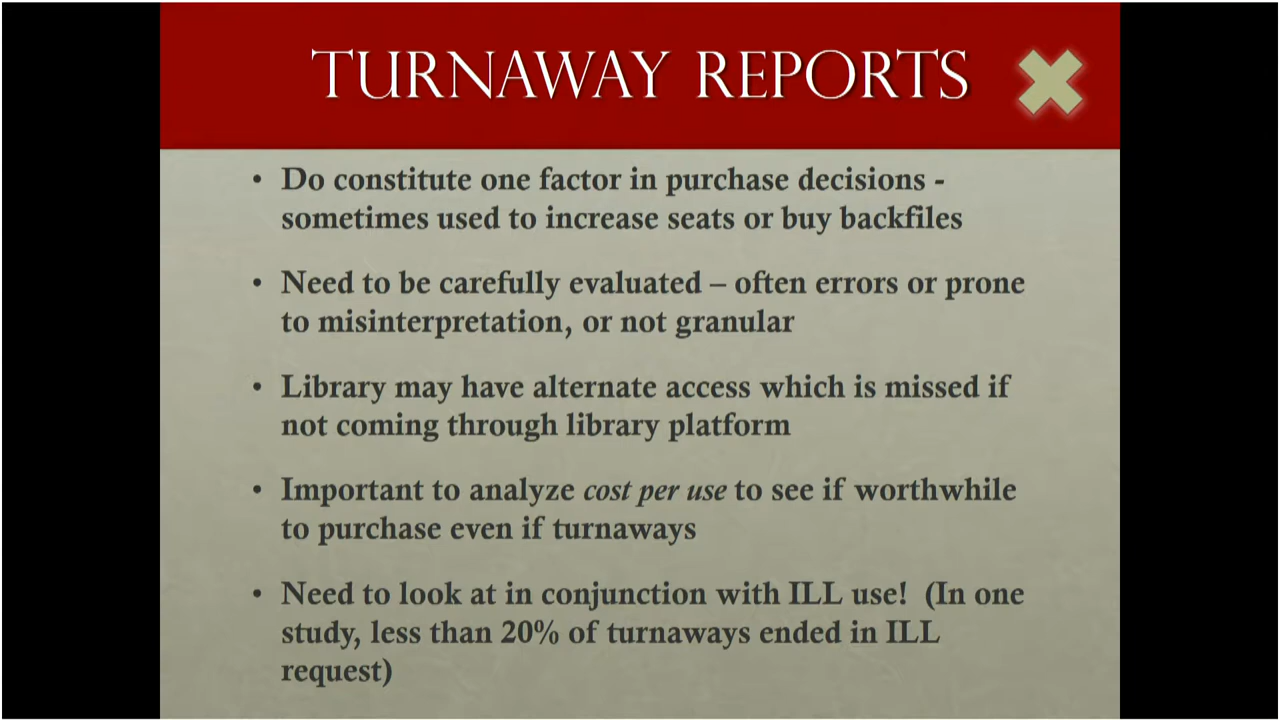 TURNAWAY REPORTS
• Do constitute one factor in purchase decisions -
sometimes used to increase seats or buy backfiles
• Need to be carefully evaluated – often errors or prone
to misinterpretation, or not granular
• Library may have alternate access which is missed if
not coming through library platform
• Important to analyze cost per use to see if worthwhile
to purchase even if turnaways
• Need to look at in conjunction with ILL use! (In one
study, less than 20% of turnaways ended in ILL
request)